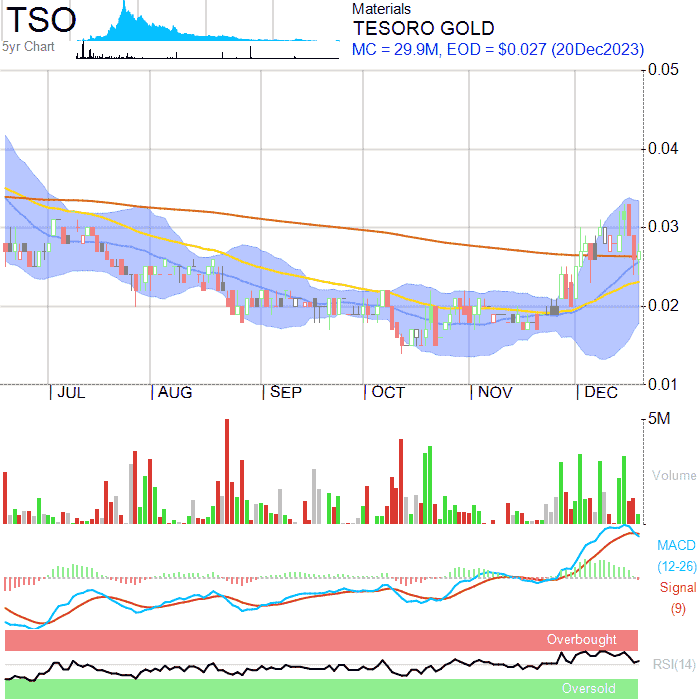 TSO
5yr Chart
Materials
TESORO GOLD
MC = 29.9M, EOD = $0.027 (20Dec2023)
0.05
0.04
0.03
0.02
0.01
JUL AUG SEP OCT NOV DEC
5M
Volume
MACD
(12-26)
Signal
(9)
Overbought
RSI(14)
Oversold